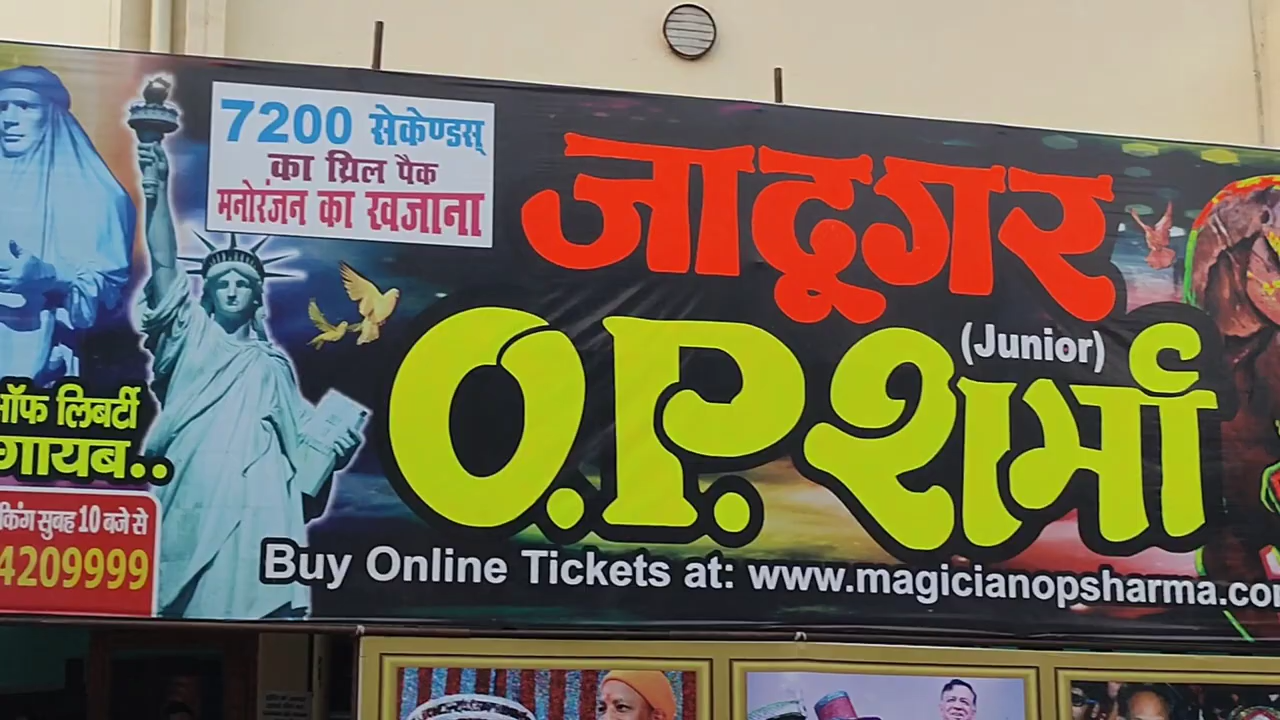 7200 सेकेण्डस्
का थ्रिल पैक
मनोरंजन का खजाना
जादूगर
O.P. शर्मा
(Junior)
ऑफ लिबर्टी
गायब..
सुबह 10 बजे से
4209999
Buy Online Tickets at: www.magicianopsharma.co